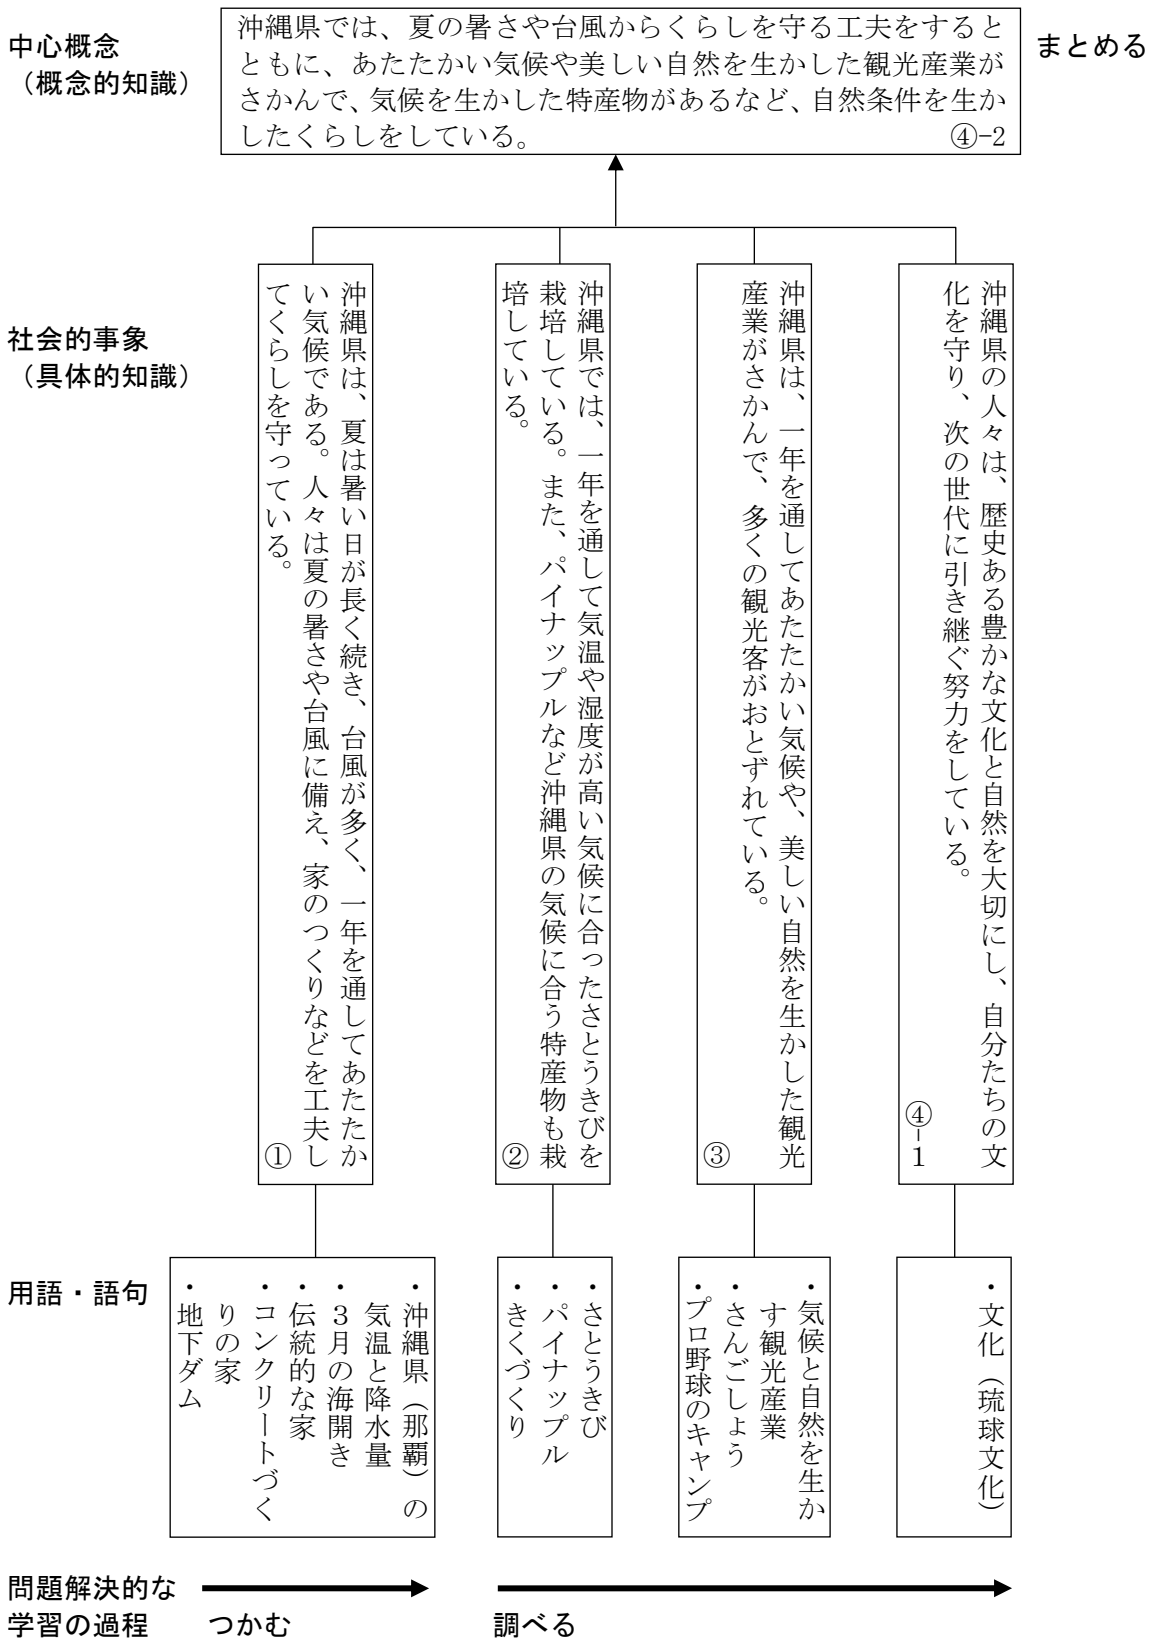 中心概念
（概念的知識）
沖縄県では、夏の暑さや台風からくらしを守る工夫をすると
ともに、あたたかい気候や美しい自然を生かした観光産業が
さかんで、気候を生かした特産物があるなど、自然条件を生か
したくらしをしている。 ④-2
まとめる
社会的事象
（具体的知識）
沖縄県は、夏は暑い日が長く続き、台風が多く、一年を通してあたたか
い気候である。人々は夏の暑さや台風に備え、家のつくりなどを工夫し
てくらしを守っている。 ①
沖縄県では、一年を通して気温や湿度が高い気候に合ったさとうきびを
栽培している。また、パイナップルなど沖縄県の気候に合う特産物も栽
培している。 ②
沖縄県は、一年を通してあたたかい気候や、美しい自然を生かした観光
産業がさかんで、多くの観光客がおとずれている。
③
沖縄県の人々は、歴史ある豊かな文化と自然を大切にし、自分たちの文
化を守り、次の世代に引き継ぐ努力をしている。
④-1
用語・語句
・沖縄県（那覇）の
気温と降水量
・３月の海開き
・伝統的な家
・コンクリートづく
りの家
・地下ダム
・さとうきび
・パイナップル
・きくづくり
・気候と自然を生か
す観光産業
・さんごしょう
・プロ野球のキャンプ
・文化（琉球文化）
問題解決的な
学習の過程
つかむ
調べる